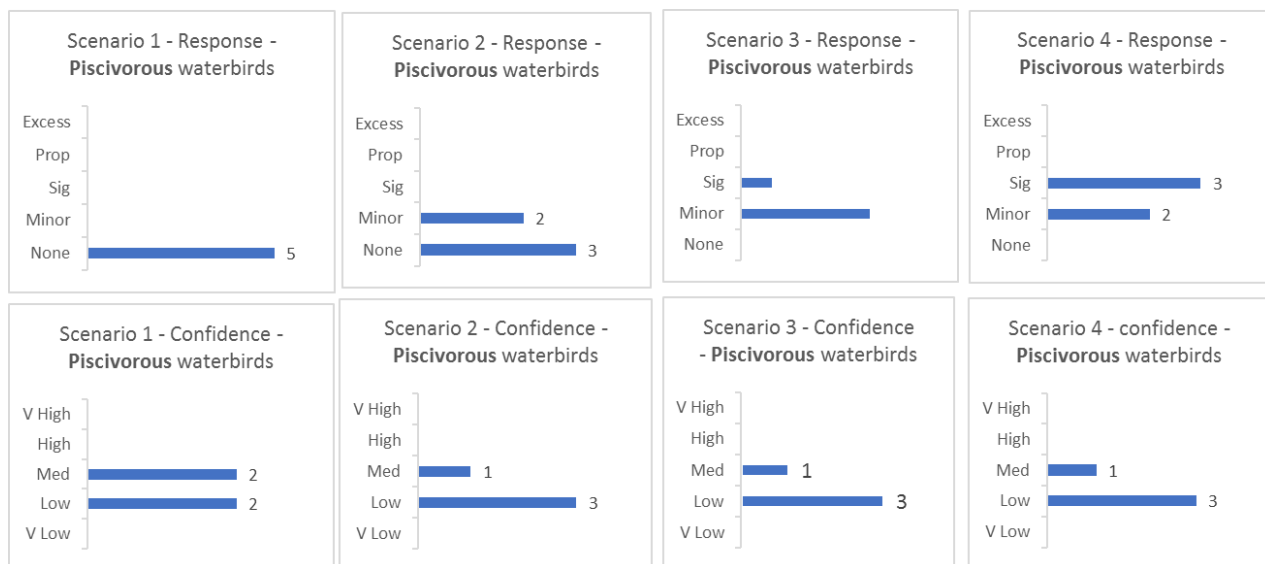 Scenario 1 - Response -
Piscivorous waterbirds
Excess
Prop
Sig
Minor
None
5
Scenario 2 - Response -
Piscivorous waterbirds
Excess
Prop
Sig
Minor
2
None
3
Scenario 3 - Response -
Piscivorous waterbirds
Excess
Prop
Sig
Minor
None
Scenario 4 - Response -
Piscivorous waterbirds
Excess
Prop
Sig
3
Minor
2
None
Scenario 1 - Confidence -
Piscivorous waterbirds
V High
High
Med
2
Low
2
V Low
Scenario 2 - Confidence -
Piscivorous waterbirds
V High
High
Med
1
Low
3
V Low
Scenario 3 - Confidence
- Piscivorous waterbirds
V High
High
Med
1
Low
3
V Low
Scenario 4 - confidence -
Piscivorous waterbirds
V High
High
Med
1
Low
3
V Low